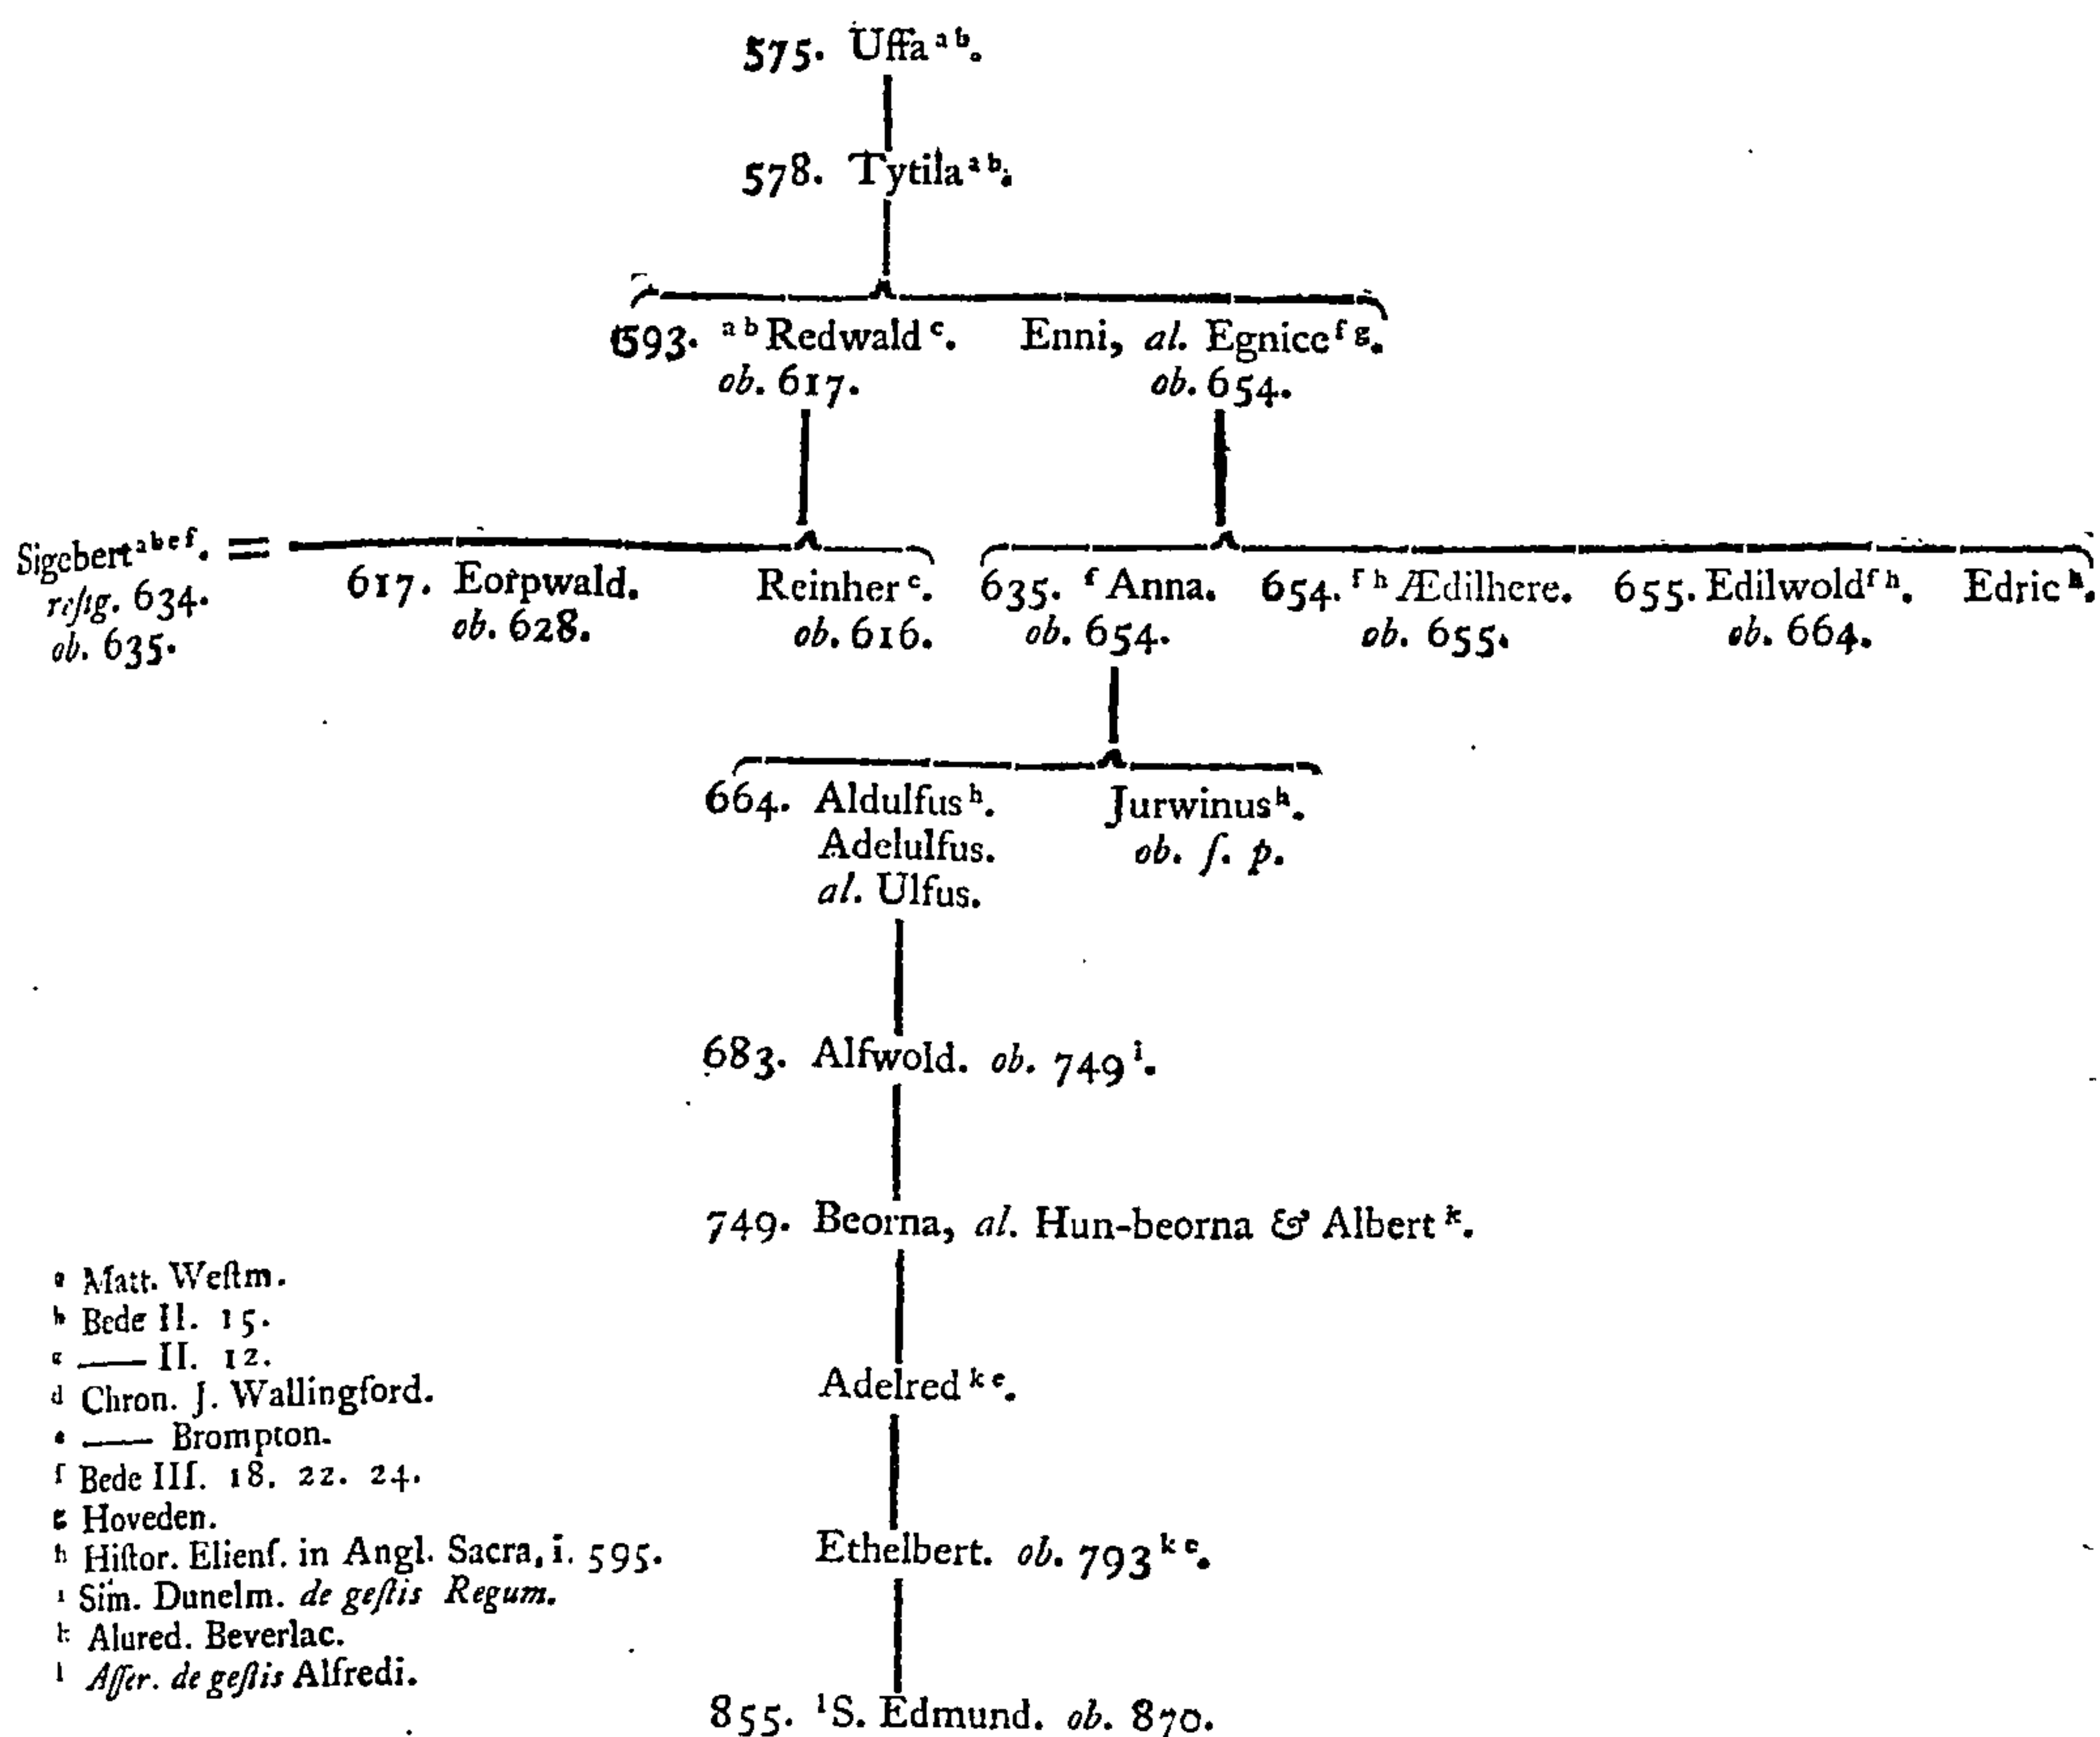 575. Uffa a b.
578. Tytila a b.
593. a b Redwald c. Enni, al. Egnice f g.
ob. 617. ob. 654.
Sigebert a b e f.
resig. 634.
ob. 635.
617. Eorpwald. Reinher c. 635. f Anna. 654. f h Ædilhere. 655. Edilwold f h. Edric h.
ob. 628. ob. 616. ob. 654. ob. 655. ob. 664.
664. Aldulfus h. Jurwinus h.
Adelulfus. ob. ſ. p.
al. Ulfus.
683. Alfwold. ob. 749 i.
749. Beorna, al. Hun-beorna & Albert k.
Adelred k e.
Ethelbert. ob. 793 k e.
855. l S. Edmund. ob. 870.
a Matt. Weſtm.
b Bede II. 15.
c —— II. 12.
d Chron. J. Wallingford.
e —— Brompton.
f Bede III. 18. 22. 24.
g Hoveden.
h Hiſtor. Elienſ. in Angl. Sacra, i. 595.
i Sim. Dunelm. de geſtis Regum.
k Alured. Beverlac.
l Aſſer. de geſtis Alfredi.